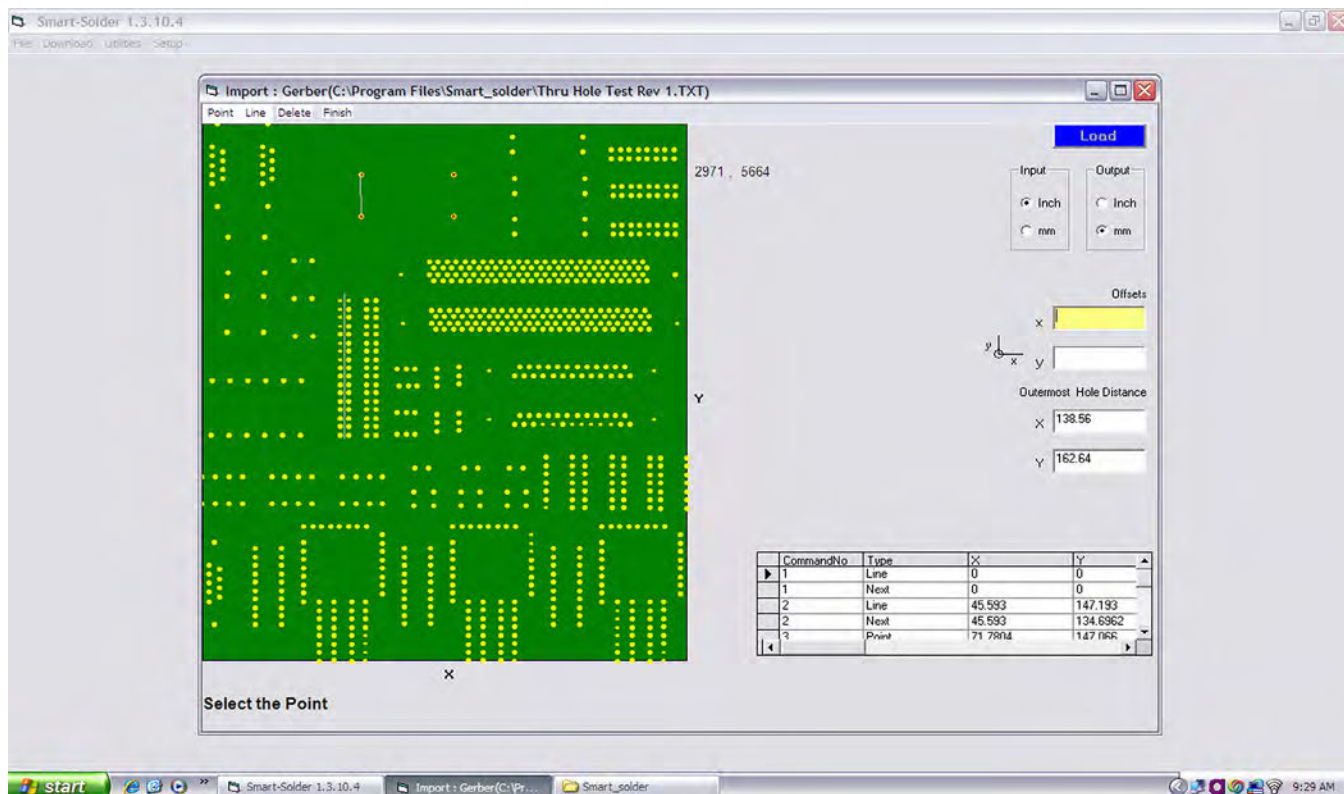 Smart-Solder 1.3.10.4
File Download Utilities Setup
Import : Gerber(C:\Program Files\Smart_solder\Thru Hole Test Rev 1.TXT)
Point Line Delete Finish
Load
2971 , 5664
Input Output
Inch Inch
mm mm
Offsets
x
y
x
y
Outermost Hole Distance
X 138.56
Y
Y 162.64
CommandNo Type X Y
1 Line 0 0
1 Next 0 0
2 Line 45.593 147.193
2 Next 45.593 134.6962
3 Point 71.7804 147.066
X
Select the Point
start » Smart-Solder 1.3.10.4 Import : Gerber(C:\Pr... Smart_solder 9:29 AM